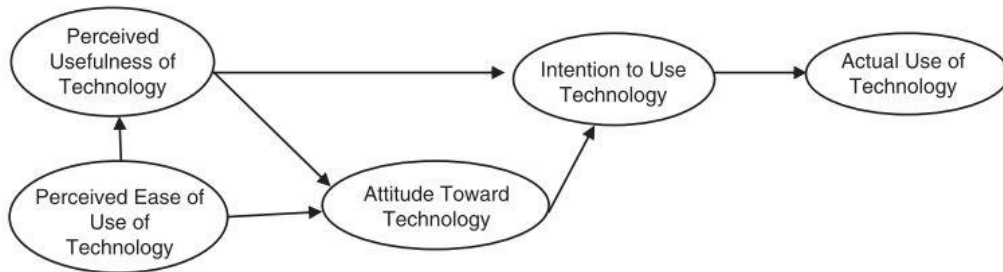 Perceived
Usefulness of
Technology
Intention to Use
Technology
Actual Use of
Technology
Perceived Ease of
Use of
Technology
Attitude Toward
Technology